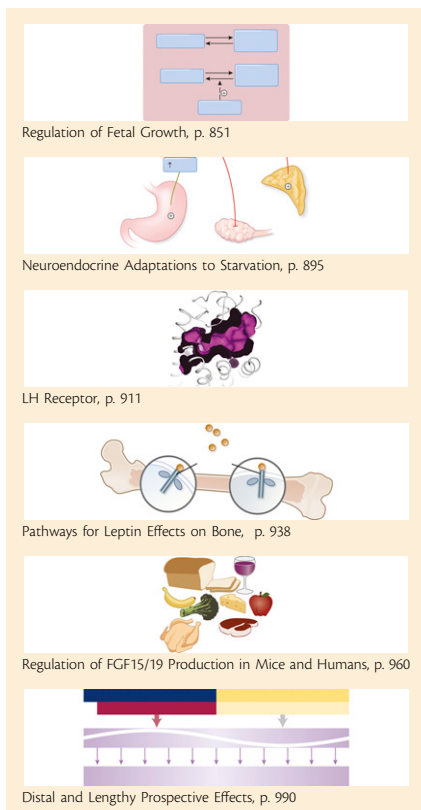 Regulation of Fetal Growth, p. 851
Neuroendocrine Adaptations to Starvation, p. 895
LH Receptor, p. 911
Pathways for Leptin Effects on Bone, p. 938
Regulation of FGF15/19 Production in Mice and Humans, p. 960
Distal and Lengthy Prospective Effects, p. 990